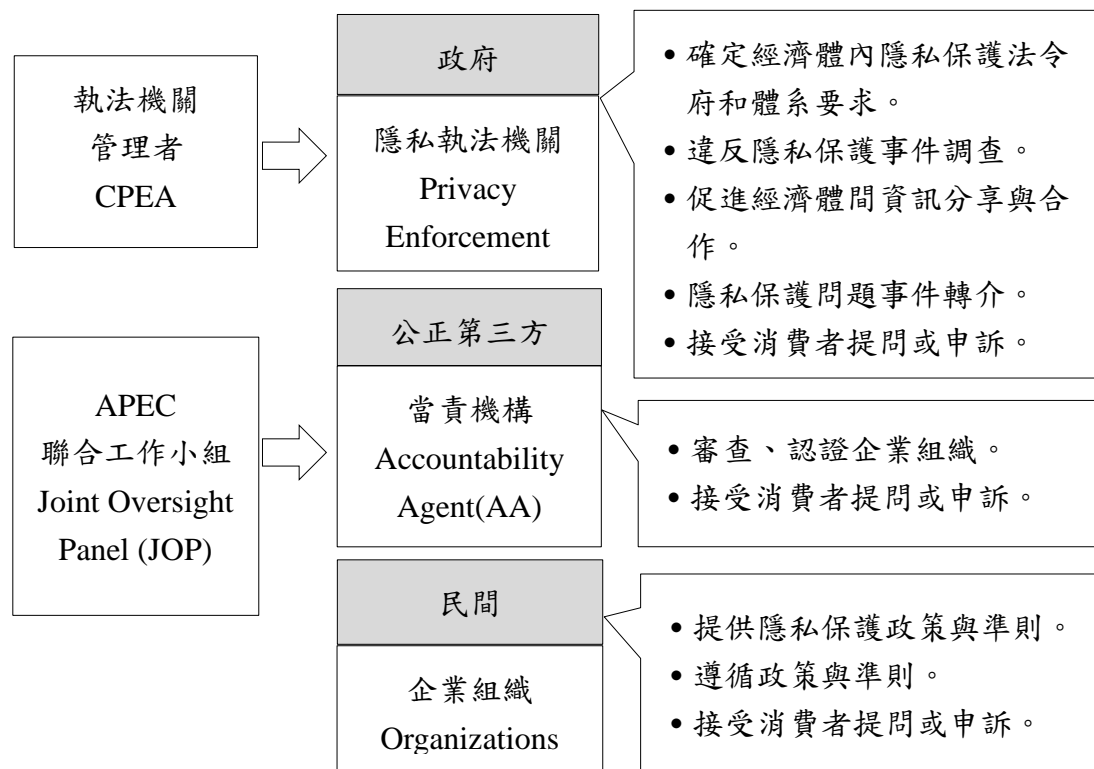 執法機關
管理者
CPEA
政府
隱私執法機關
Privacy
Enforcement
• 確定經濟體內隱私保護法令
府和體系要求。
• 違反隱私保護事件調查。
• 促進經濟體間資訊分享與合
作。
• 隱私保護問題事件轉介。
• 接受消費者提問或申訴。
APEC
聯合工作小組
Joint Oversight
Panel (JOP)
公正第三方
當責機構
Accountability
Agent(AA)
• 審查、認證企業組織。
• 接受消費者提問或申訴。
民間
企業組織
Organizations
• 提供隱私保護政策與準則。
• 遵循政策與準則。
• 接受消費者提問或申訴。